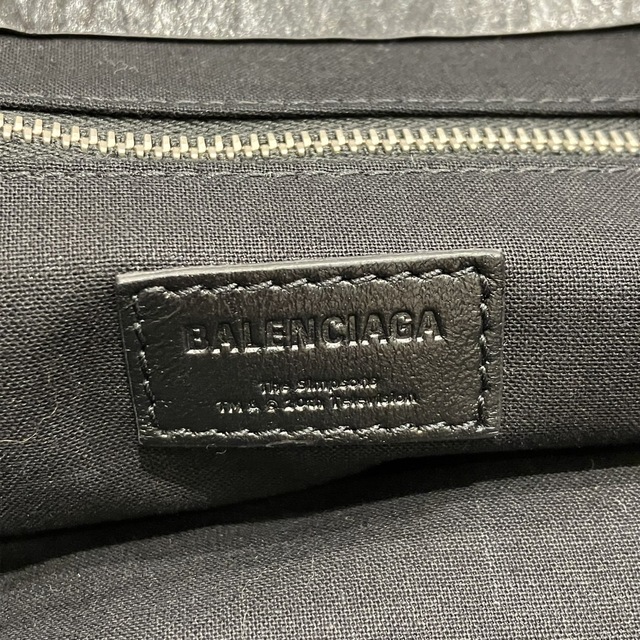 BALENCIAGA
The Simpsons
TM & © 20th Television